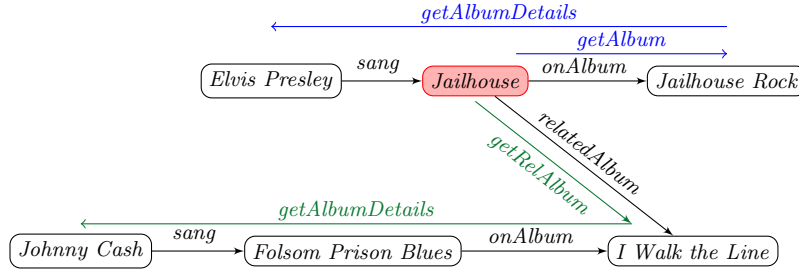 getAlbumDetails
getAlbum
sang
onAlbum
Elvis Presley
Jailhouse
Jailhouse Rock
relatedAlbum
getRelAlbum
getAlbumDetails
sang
onAlbum
Johnny Cash
Folsom Prison Blues
I Walk the Line